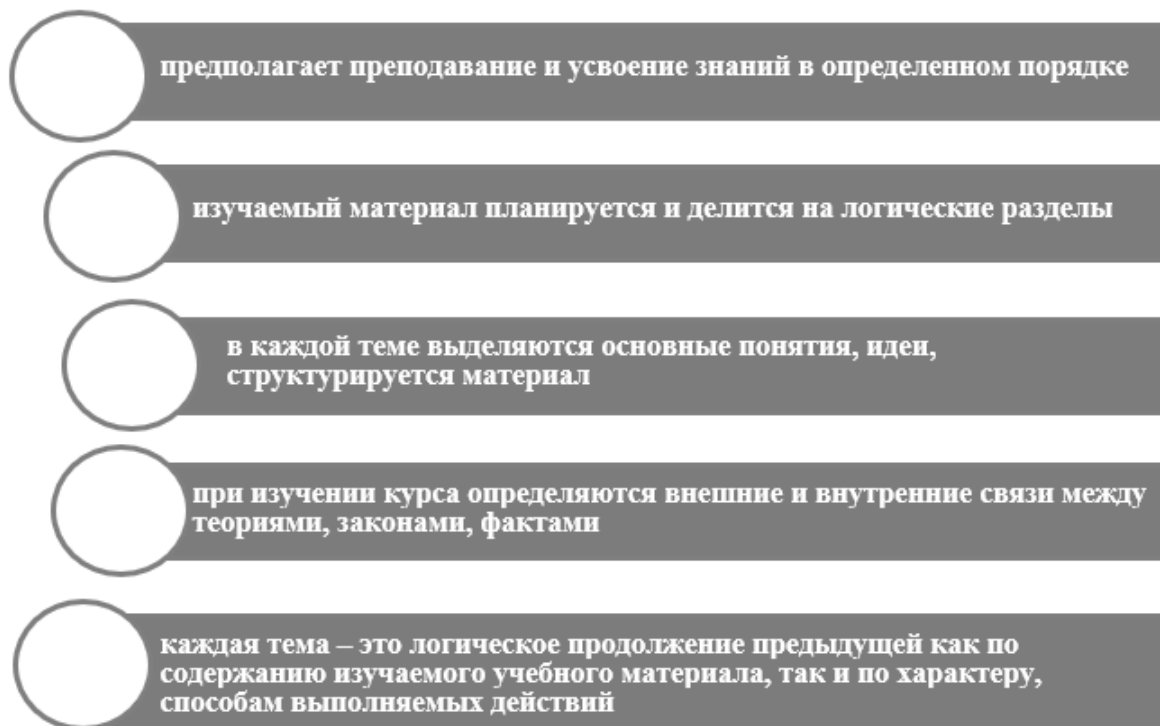 предполагает преподавание и усвоение знаний в определенном порядке
изучаемый материал планируется и делится на логические разделы
в каждой теме выделяются основные понятия, идеи,
структурируется материал
при изучении курса определяются внешние и внутренние связи между
теориями, законами, фактами
каждая тема – это логическое продолжение предыдущей как по
содержанию изучаемого учебного материала, так и по характеру,
способам выполняемых действий